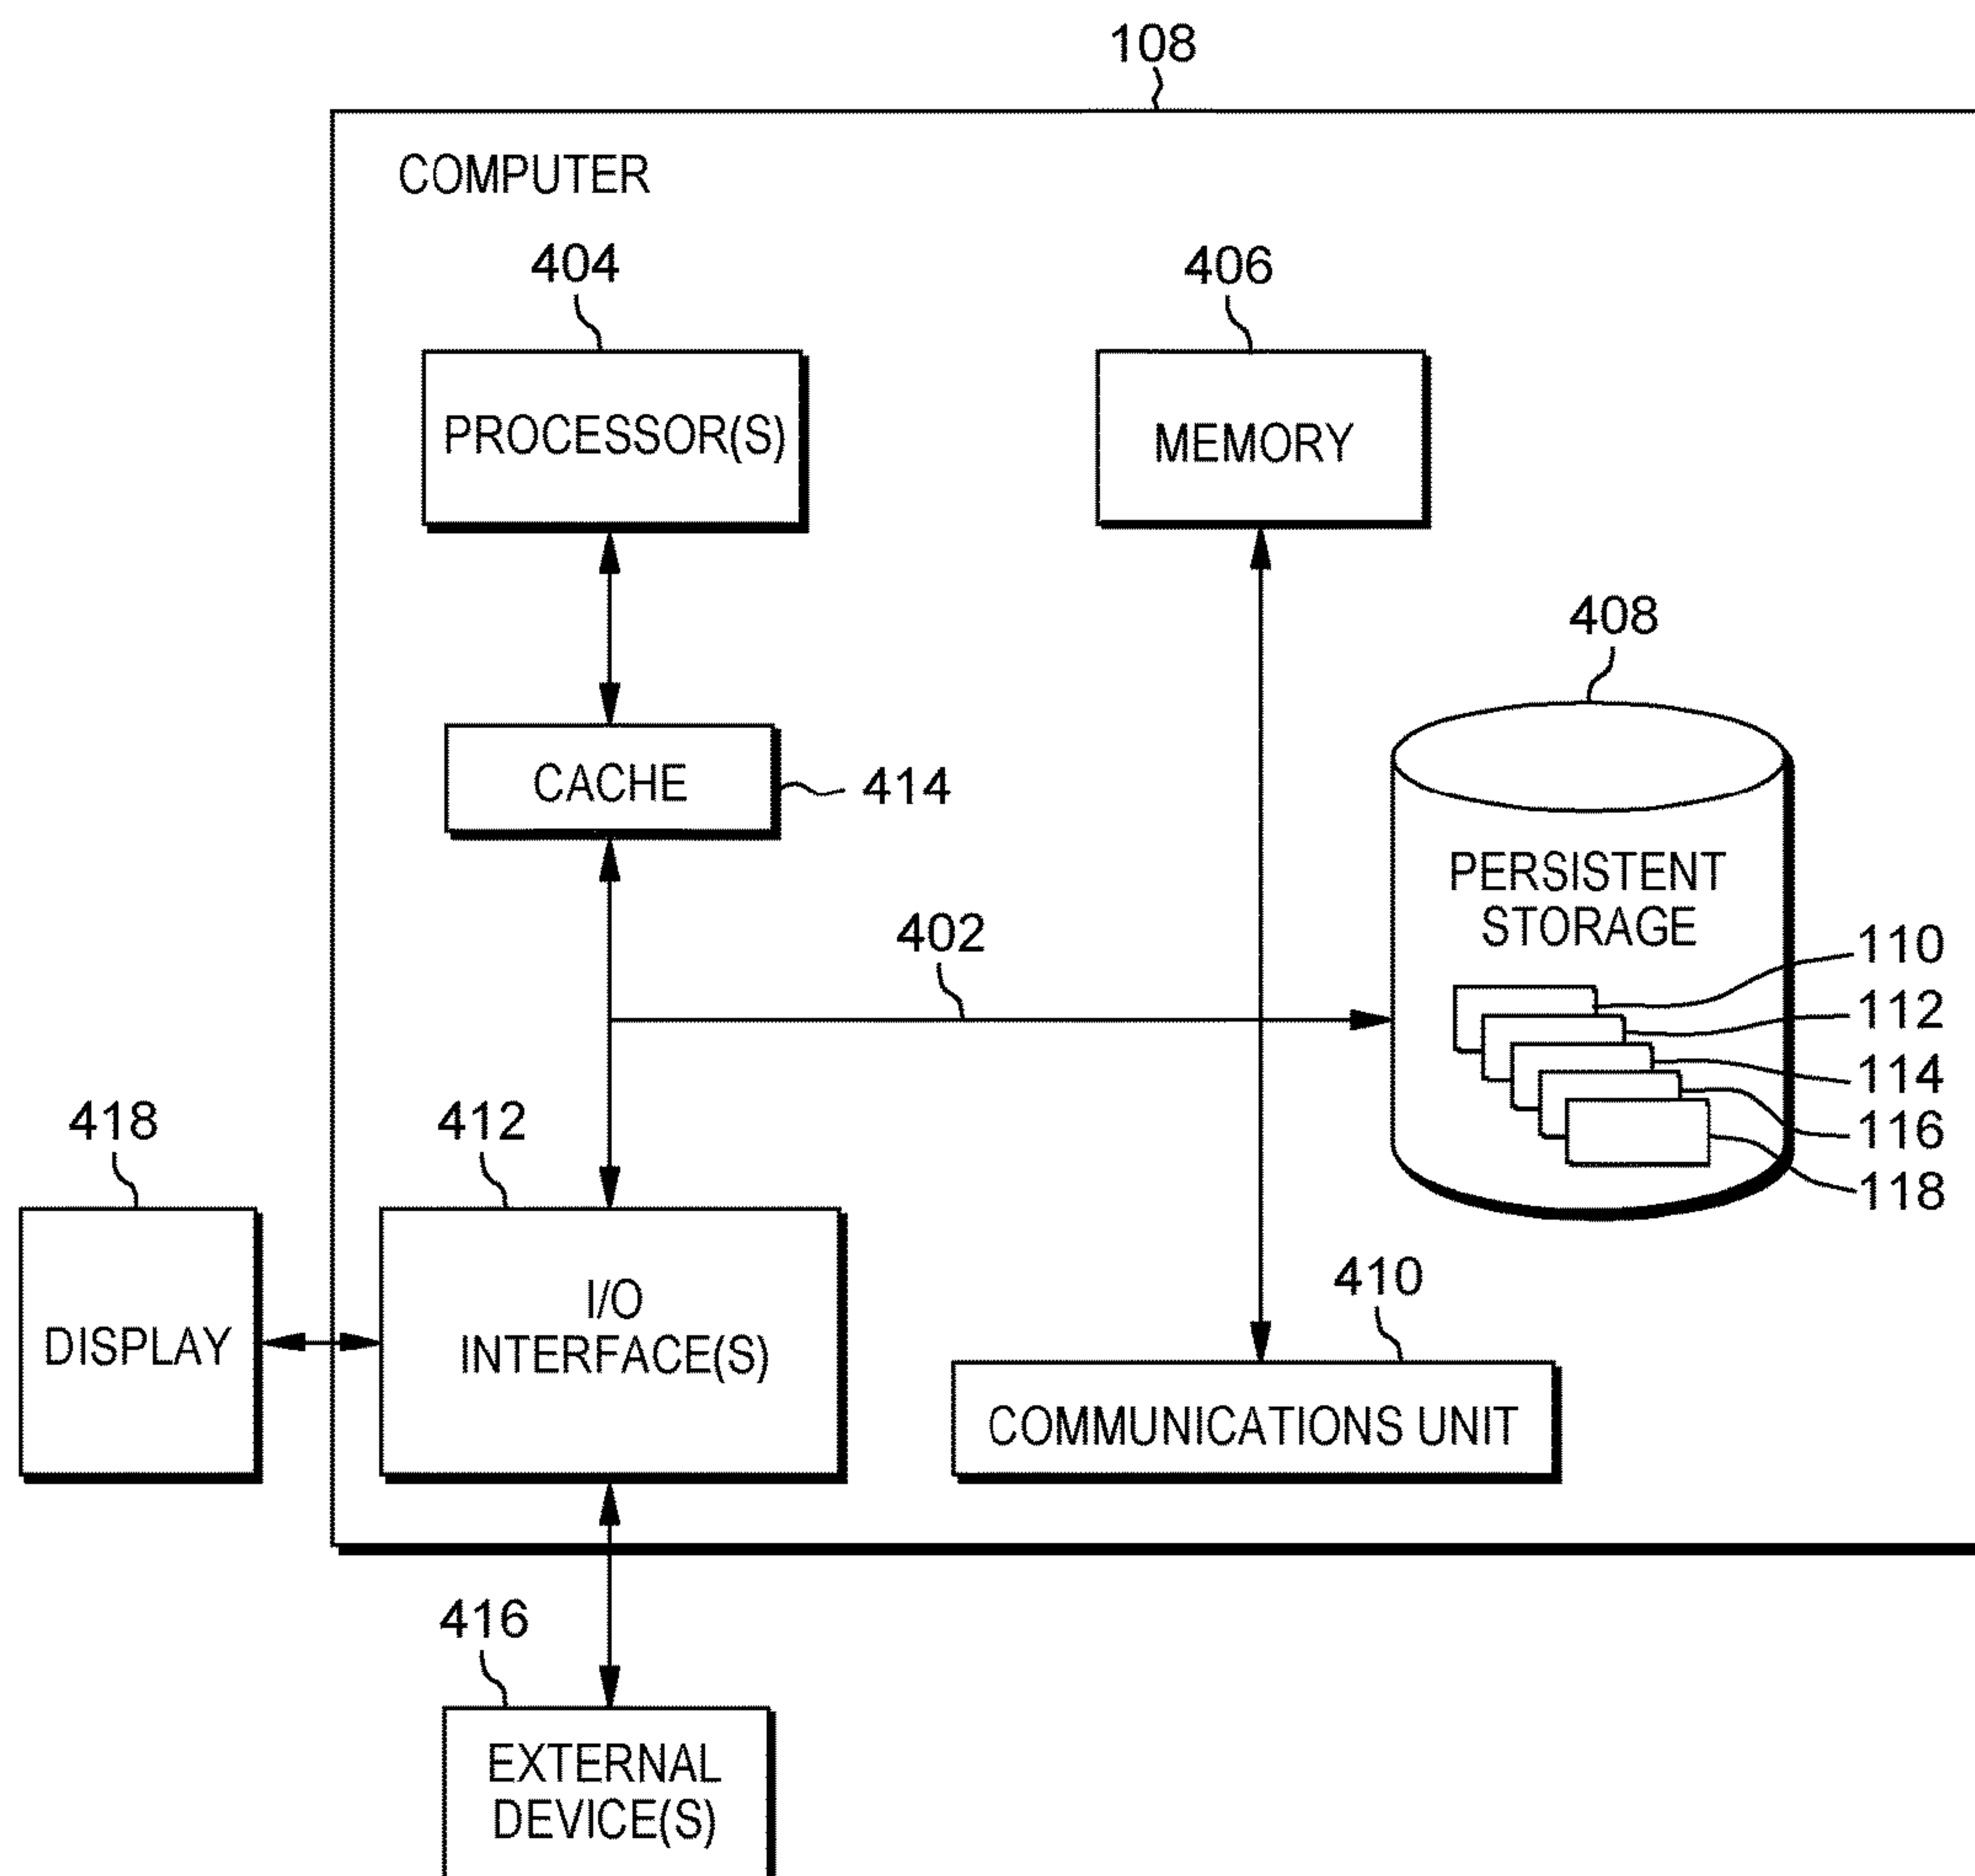 108
COMPUTER
404
406
PROCESSOR(S)
MEMORY
408
CACHE
414
PERSISTENT
STORAGE
402
110
112
114
116
118
418
412
DISPLAY
I/O
INTERFACE(S)
410
COMMUNICATIONS UNIT
416
EXTERNAL
DEVICE(S)